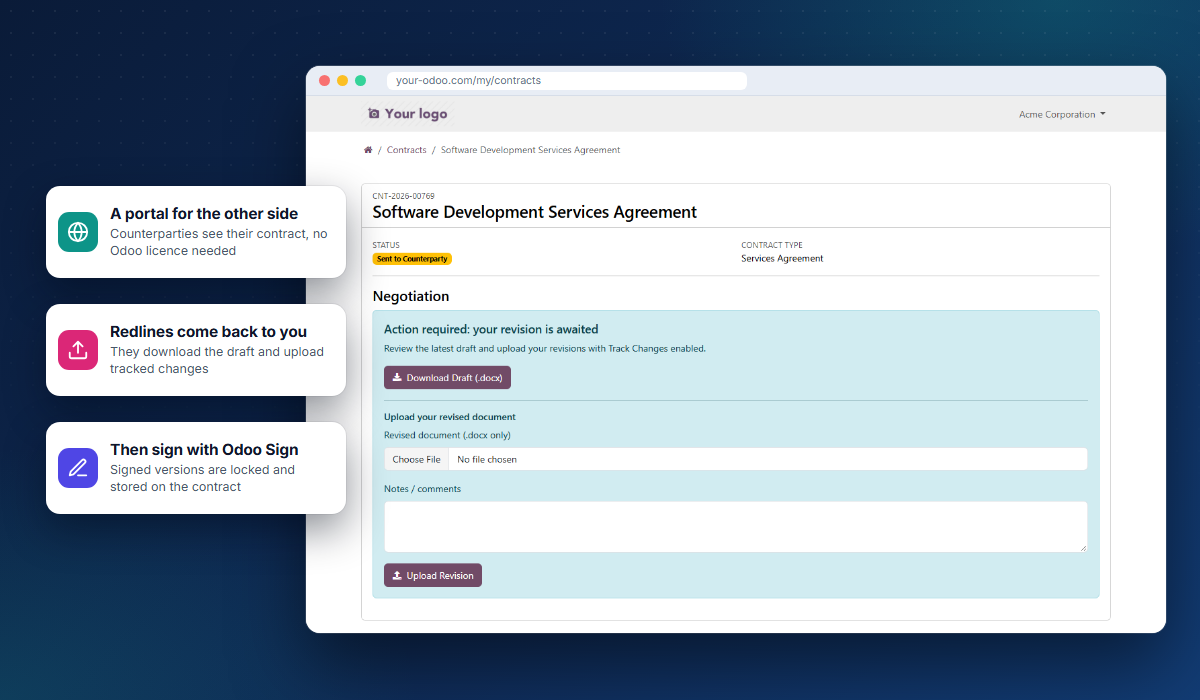 your-odoo.com/my/contracts
Your logo
Acme Corporation
/ Contracts / Software Development Services Agreement
A portal for the other side
Counterparties see their contract, no
Odoo licence needed
Redlines come back to you
They download the draft and upload
tracked changes
Then sign with Odoo Sign
Signed versions are locked and
stored on the contract
CNT-2026-00769
Software Development Services Agreement
STATUS
Sent to Counterparty
CONTRACT TYPE
Services Agreement
Negotiation
Action required: your revision is awaited
Review the latest draft and upload your revisions with Track Changes enabled.
Download Draft (.docx)
Upload your revised document
Revised document (.docx only)
Choose File No file chosen
Notes / comments
Upload Revision